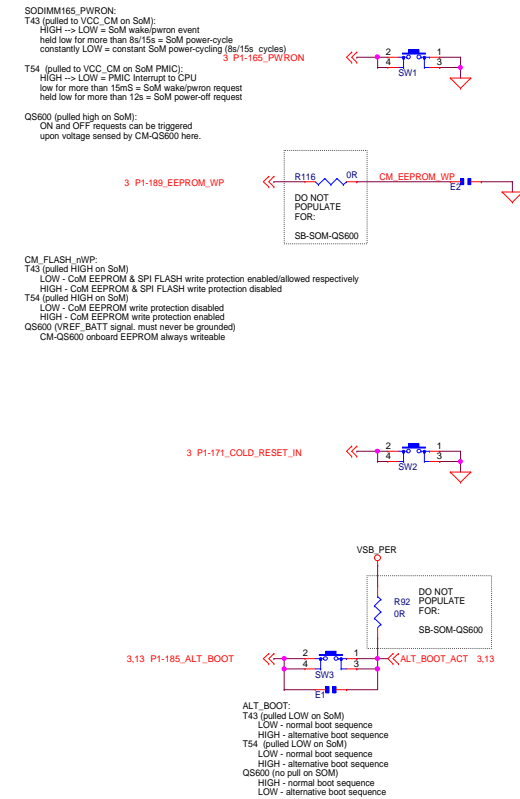 SODIMM165_PWRON:
T43 (pulled to VCC_CM on SoM):
HIGH --> LOW = SoM wake/pwron event
held low for more than 8s/15s = SoM power-cycle
constantly LOW = constant SoM power-cycling (8s/15s cycles)
3 P1-165_PWRON
2 1
4 3
SW1
T54 (pulled to VCC_CM on SoM PMIC):
HIGH --> LOW = PMIC Interrupt to CPU
low for more than 15mS = SoM wake/pwron request
held low for more than 12s = SoM power-off request
QS600 (pulled high on SoM):
ON and OFF requests can be triggered
upon voltage sensed by CM-QS600 here.
3 P1-189_EEPROM_WP
R116 0R
CM_EEPROM_WP
E2
DO NOT
POPULATE
FOR:
SB-SOM-QS600
CM_FLASH_nWP:
T43 (pulled HIGH on SoM)
LOW - CoM EEPROM & SPI FLASH write protection enabled/allowed respectively
HIGH - CoM EEPROM & SPI FLASH write protection disabled
T54 (pulled HIGH on SoM)
LOW - CoM EEPROM write protection disabled
HIGH - CoM EEPROM write protection enabled
QS600 (VREF_BATT signal. must never be grounded)
CM-QS600 onboard EEPROM always writeable
3 P1-171_COLD_RESET_IN
2 1
4 3
SW2
VSB_PER
R92
0R
DO NOT
POPULATE
FOR:
SB-SOM-QS600
3,13 P1-185_ALT_BOOT
2 1
4 3
SW3
E1
ALT_BOOT_ACT 3,13
ALT_BOOT:
T43 (pulled LOW on SoM)
LOW - normal boot sequence
HIGH - alternative boot sequence
T54 (pulled LOW on SoM)
LOW - normal boot sequence
HIGH - alternative boot sequence
QS600 (no pull on SOM)
HIGH - normal boot sequence
LOW - alternative boot sequence